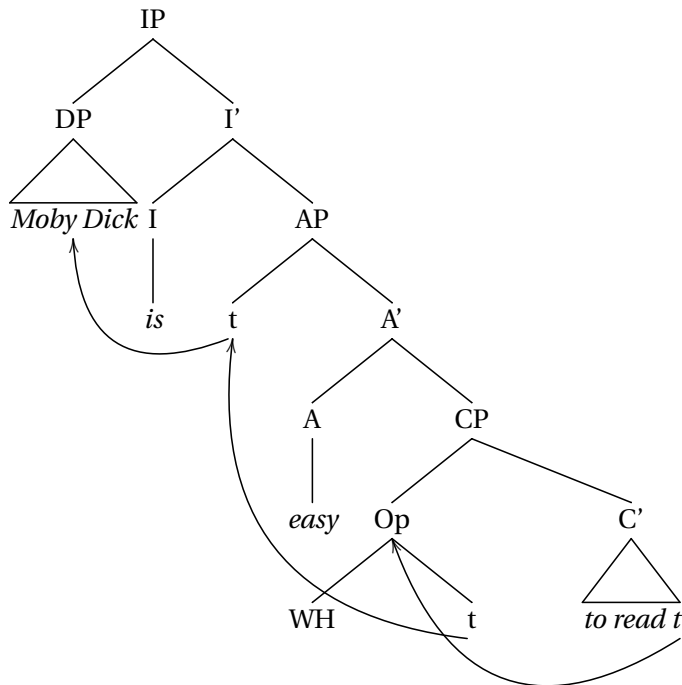 IP
DP I'
Moby Dick I AP
is t A'
A CP
easy Op C'
WH t to read t